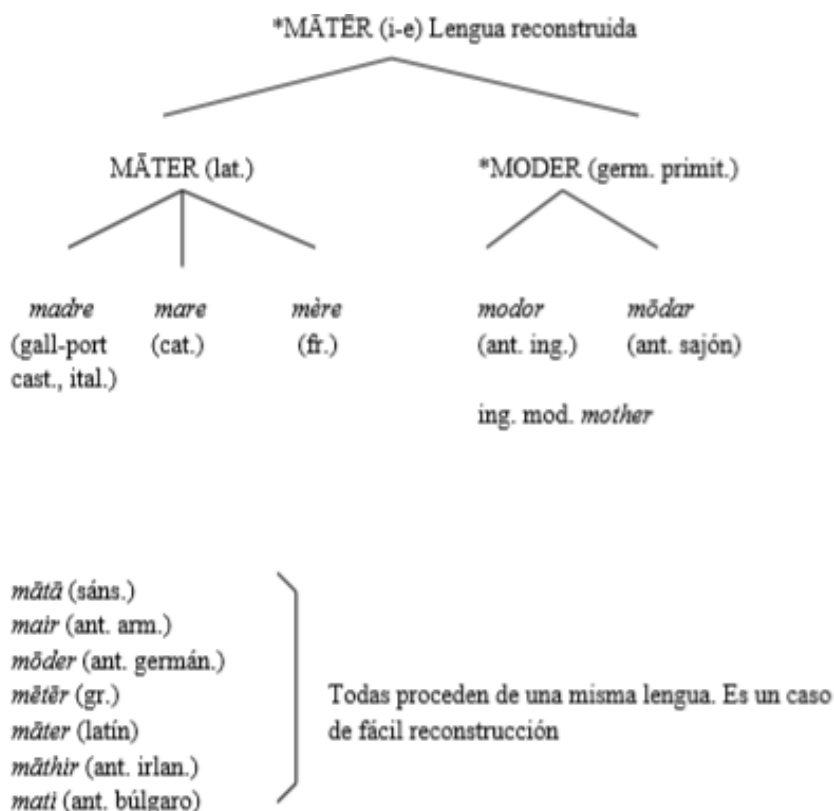 *MĀTĒR (i-e) Lengua reconstruida
MĀTER (lat.) *MODER (germ. primit.)
madre mare mère modor mōdar
(gall-port (cat.) (fr.) (ant. ing.) (ant. sajón)
cast., ital.)
ing. mod. mother
mātā (sáns.)
mair (ant. arm.)
mōder (ant. germán.)
mētēr (gr.) Todas proceden de una misma lengua. Es un caso
māter (latín) de fácil reconstrucción
māthir (ant. irlan.)
mati (ant. búlgaro)